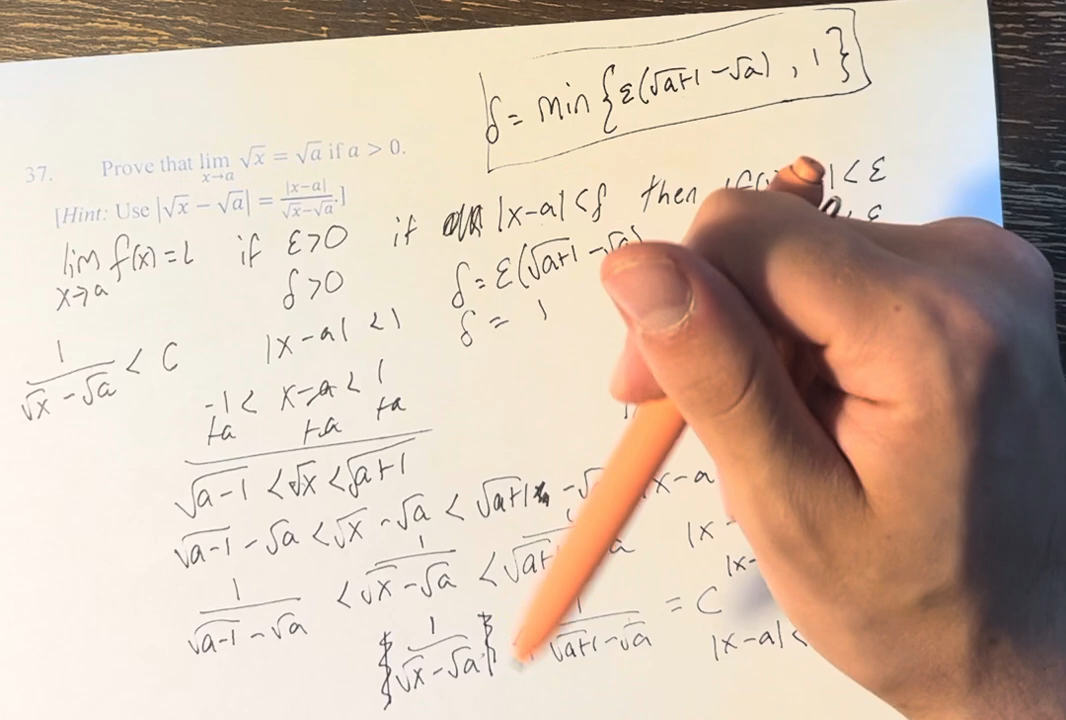 δ = min {ε(√a+1 − √a), 1}
37. Prove that lim x→a √x = √a if a > 0.
[Hint: Use |√x − √a| = |x−a| / √x−√a.]
lim x→a f(x) = L if ε>0 if |x−a| < δ then |f( | < ε
δ>0 δ = ε(√a+1 − √a) ε
δ = 1
1/(√x − √a) < C |x−a| < 1
-1 < x−a < 1
+a +a +a
√a−1 < √x < √a+1
√a−1 − √a < √x − √a < √a+1 − √ |x−a
1/(√a−1 − √a) < 1/(√x − √a) < |x−
|x−
1/(√x − √a) 1/(√a+1 − √a) = C
|x−a| <